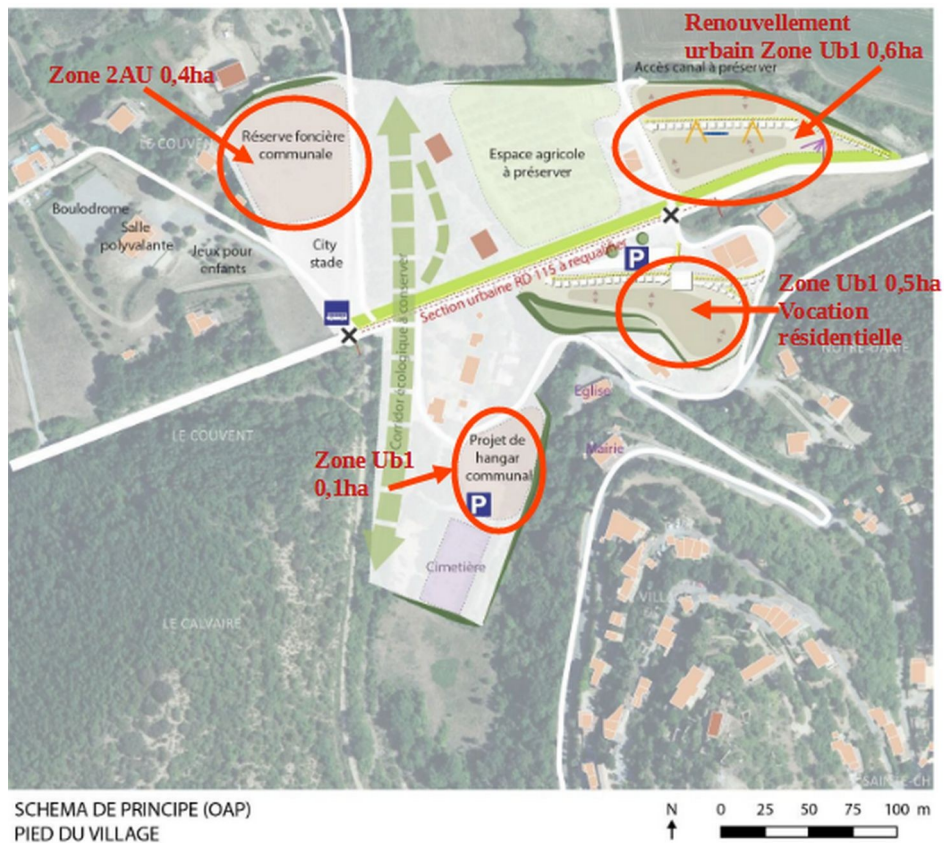 Renouvellement
urbain Zone Ub1 0,6ha
Zone 2AU 0,4ha
Accès canal à préserver
LE COUVENT
Réserve foncière
communale
Espace agricole
à préserver
Boulodrome
Salle
polyvalante
Jeux pour
enfants
City
stade
Section urbaine RD 115 à requalifier
P
Zone Ub1 0,5ha
Vocation
résidentielle
NOTRE-DAME
Corridor écologique à conserver
Eglise
LE COUVENT
Mairie
Projet de
hangar
communal
Zone Ub1
0,1ha
P
Cimetière
LE CALVAIRE
SAINTE-CH
SCHEMA DE PRINCIPE (OAP)
PIED DU VILLAGE
N
0 25 50 75 100 m